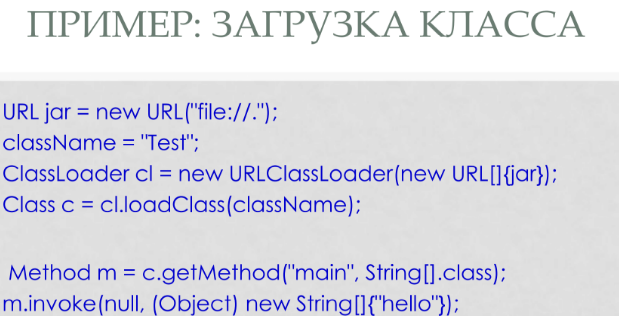 ПРИМЕР: ЗАГРУЗКА КЛАССА
URL jar = new URL("file://.");
className = "Test";
ClassLoader cl = new URLClassLoader(new URL[]{jar});
Class c = cl.loadClass(className);
Method m = c.getMethod("main", String[].class);
m.invoke(null, (Object) new String[]{"hello"});